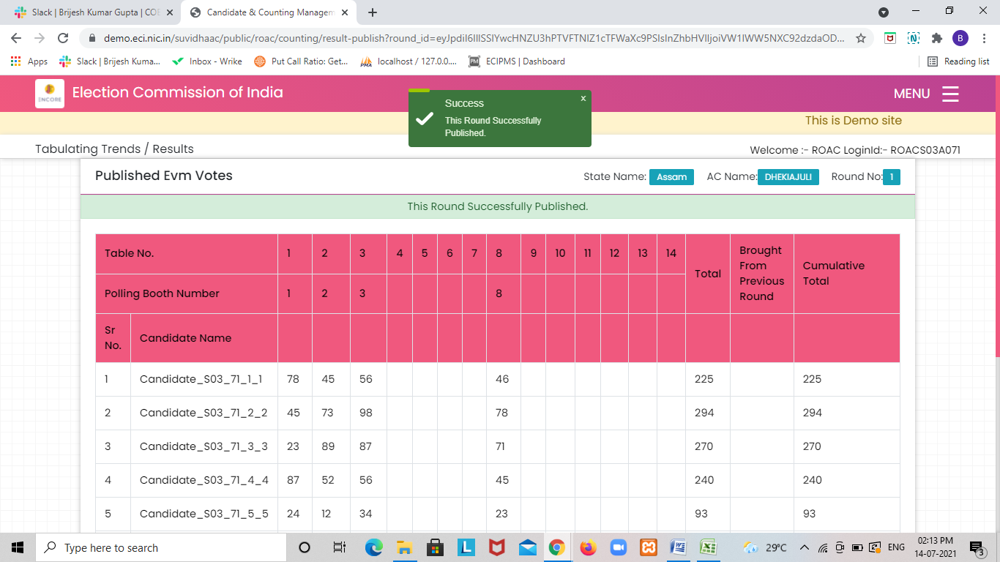 Slack | Brijesh Kumar Gupta | COE
Candidate & Counting Managem
demo.eci.nic.in/suvidhaac/public/roac/counting/result-publish?round_id=
B
Apps
Slack | Brijesh Kuma...
Inbox - Wrike
Put Call Ratio: Get...
localhost / 127.0.0....
ECIPMS | Dashboard
Reading list
ENCORE
Election Commission of India
MENU
Success
x
This Round Successfully
Published.
This is Demo site
Tabulating Trends / Results
Welcome :- ROAC LoginId:- ROACS03A071
Published Evm Votes
State Name: Assam AC Name: DHEKIAJULI Round No: 1
This Round Successfully Published.
Table No. 1 2 3 4 5 6 7 8 9 10 11 12 13 14
Total
Brought
From
Previous
Round
Cumulative
Total
Polling Booth Number 1 2 3 8
Sr
No.
Candidate Name
1 Candidate_S03_71_1_1 78 45 56 46 225 225
2 Candidate_S03_71_2_2 45 73 98 78 294 294
3 Candidate_S03_71_3_3 23 89 87 71 270 270
4 Candidate_S03_71_4_4 87 52 56 45 240 240
5 Candidate_S03_71_5_5 24 12 34 23 93 93
Type here to search
29°C
ENG
02:13 PM
14-07-2021
3